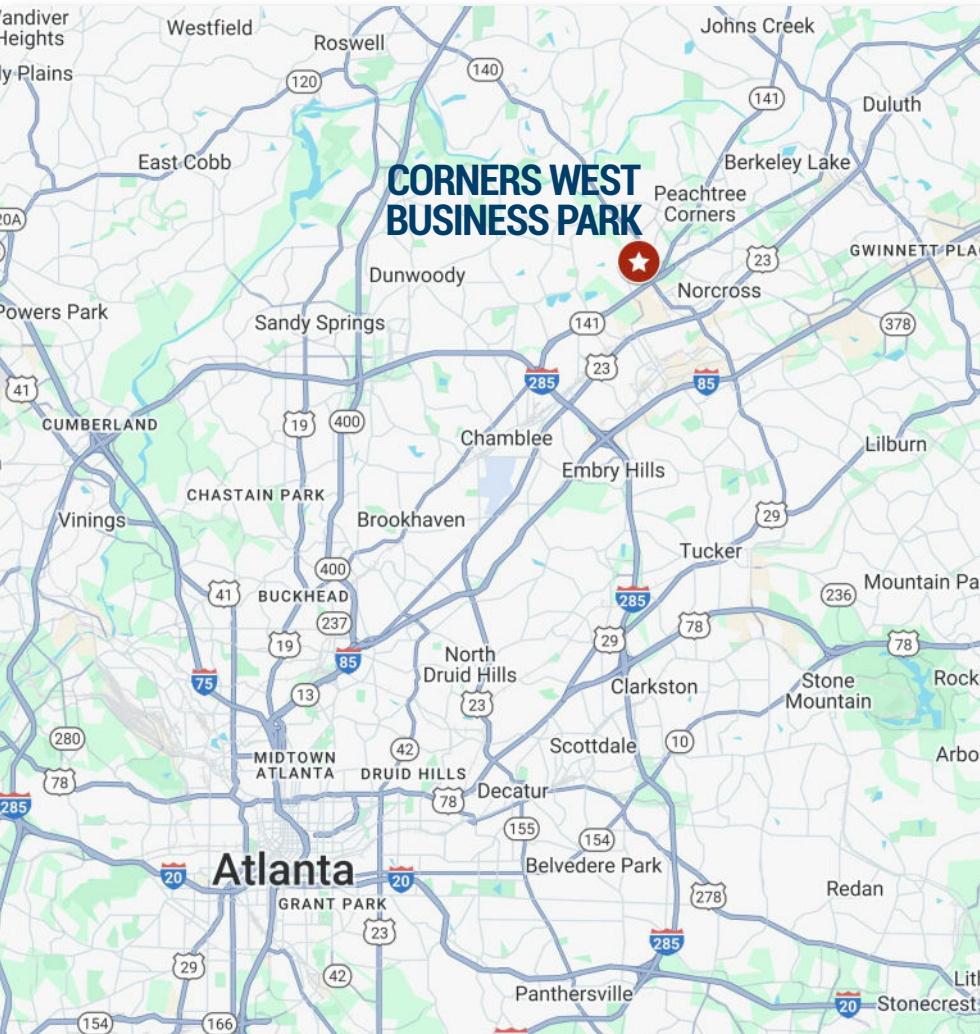 andiver
Heights
Westfield
Roswell
Johns Creek
ly Plains
120
140
141
Duluth
East Cobb
Berkeley Lake
CORNERS WEST
BUSINESS PARK
Peachtree
Corners
20A
23
GWINNETT PLA
Dunwoody
Norcross
Powers Park
Sandy Springs
141
378
23
41
285
85
CUMBERLAND
19
400
Chamblee
Lilburn
Embry Hills
CHASTAIN PARK
Vinings
Brookhaven
29
Tucker
400
41
BUCKHEAD
285
236
Mountain Pa
237
19
29
78
78
85
North
Druid Hills
75
13
Clarkston
Stone
Mountain
Rock
23
280
42
Scottdale
10
MIDTOWN
ATLANTA
DRUID HILLS
Arbo
78
78
Decatur
285
155
154
Belvedere Park
20
Atlanta
20
278
Redan
GRANT PARK
23
285
29
42
Panthersville
Litl
20
Stonecrest
154
166